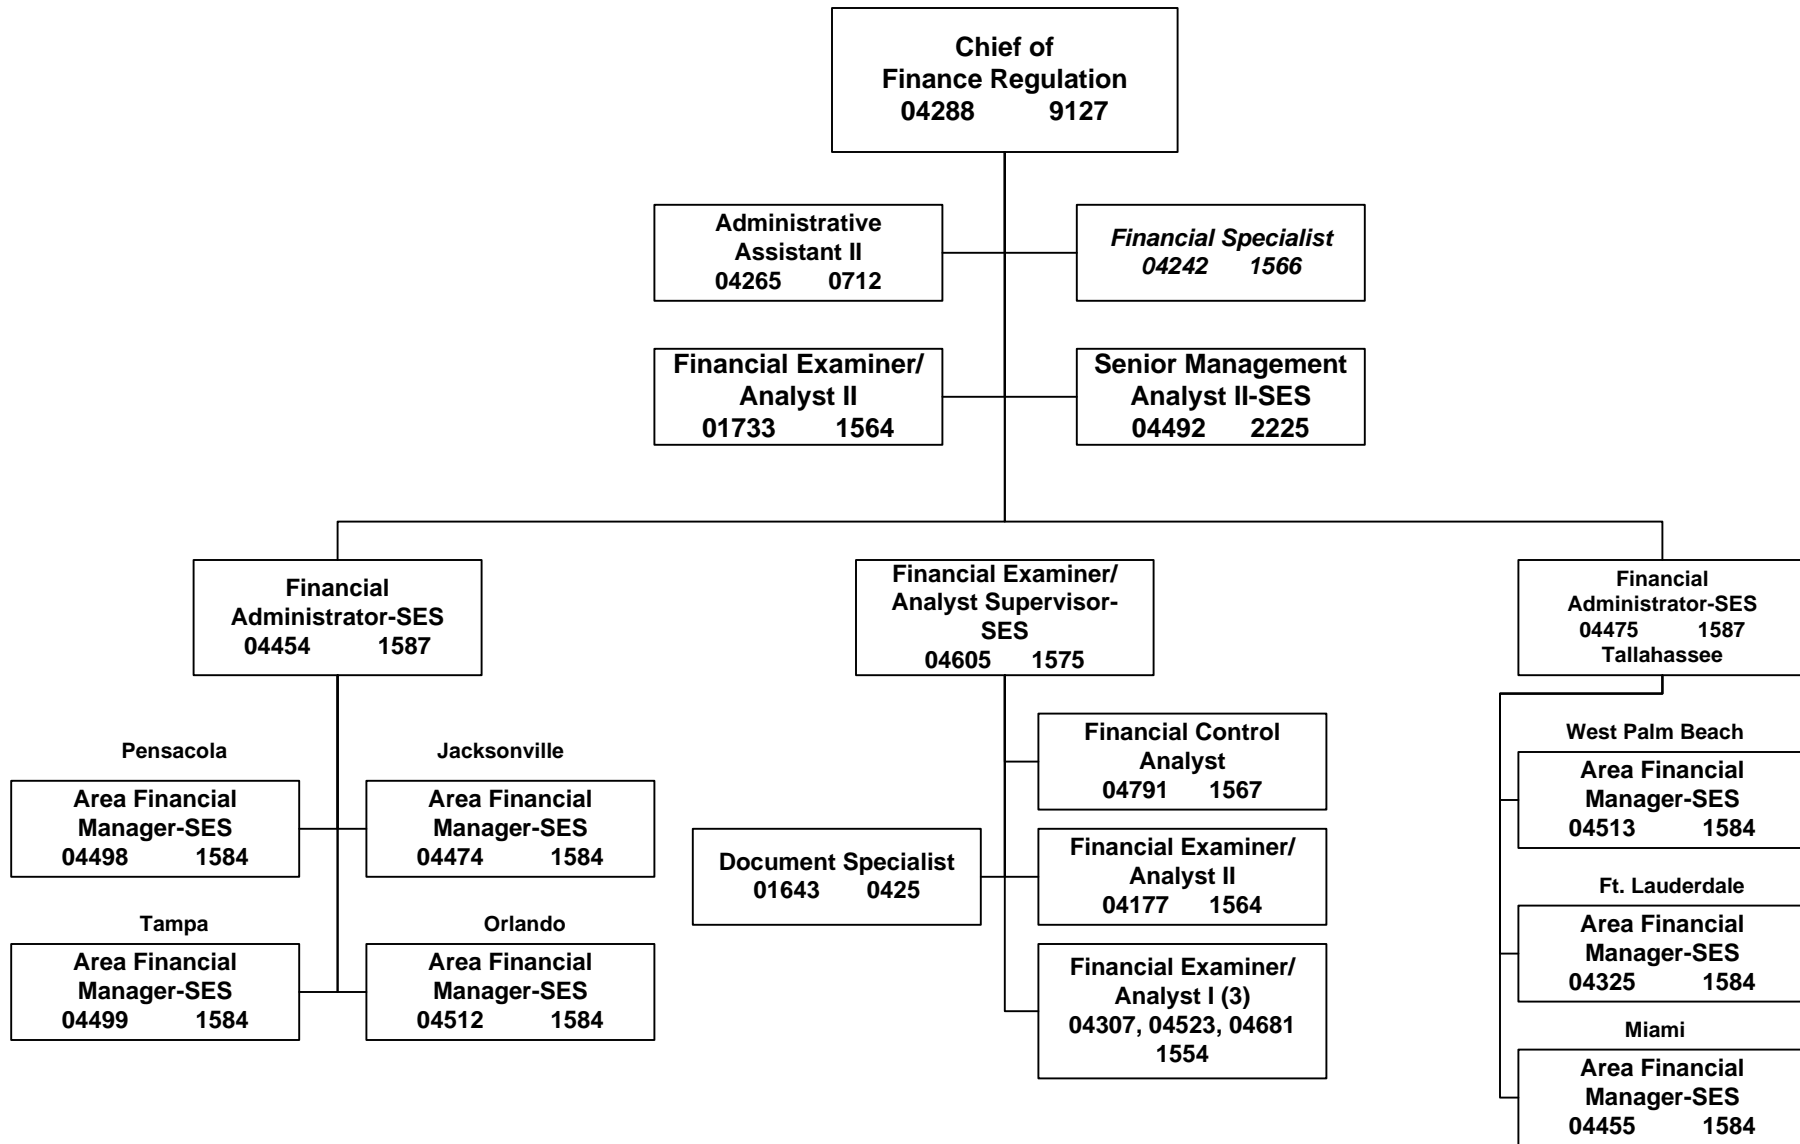 Chief of
Finance Regulation
04288 9127
Administrative
Assistant II
04265 0712
Financial Specialist
04242 1566
Financial Examiner/
Analyst II
01733 1564
Senior Management
Analyst II-SES
04492 2225
Financial
Administrator-SES
04454 1587
Financial Examiner/
Analyst Supervisor-
SES
04605 1575
Financial
Administrator-SES
04475 1587
Tallahassee
Pensacola
Area Financial
Manager-SES
04498 1584
Jacksonville
Area Financial
Manager-SES
04474 1584
Tampa
Area Financial
Manager-SES
04499 1584
Orlando
Area Financial
Manager-SES
04512 1584
Financial Control
Analyst
04791 1567
Document Specialist
01643 0425
Financial Examiner/
Analyst II
04177 1564
Financial Examiner/
Analyst I (3)
04307, 04523, 04681
1554
West Palm Beach
Area Financial
Manager-SES
04513 1584
Ft. Lauderdale
Area Financial
Manager-SES
04325 1584
Miami
Area Financial
Manager-SES
04455 1584